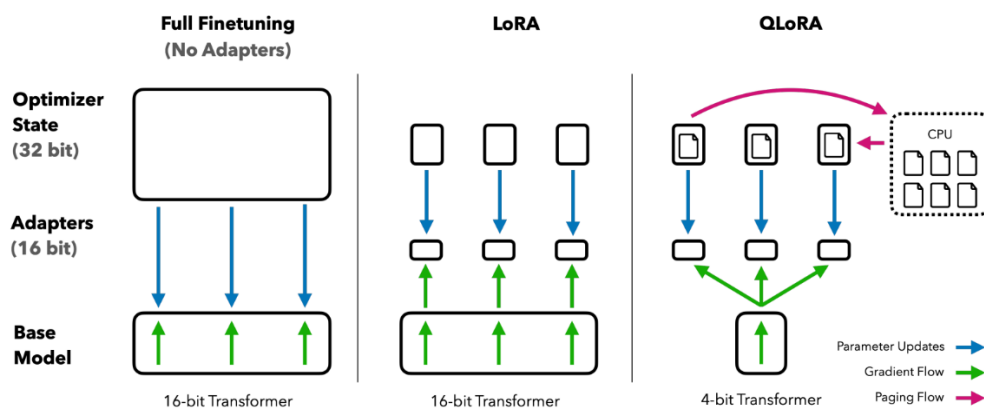 Full Finetuning
(No Adapters)
LoRA
QLoRA
Optimizer
State
(32 bit)
CPU
Adapters
(16 bit)
Base
Model
Parameter Updates
Gradient Flow
Paging Flow
16-bit Transformer
16-bit Transformer
4-bit Transformer